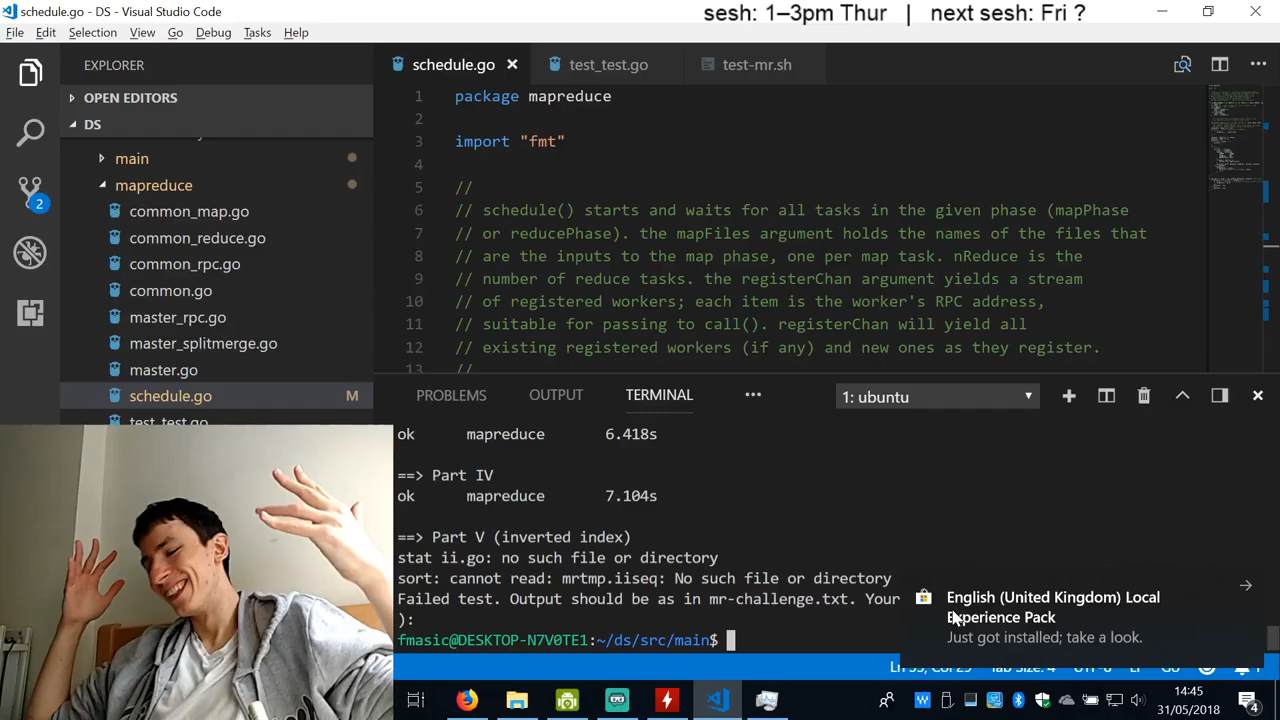 schedule.go - DS - Visual Studio Code
sesh: 1–3pm Thur | next sesh: Fri ?
File Edit Selection View Go Debug Tasks Help
EXPLORER
OPEN EDITORS
DS
main
mapreduce
common_map.go
common_reduce.go
common_rpc.go
common.go
master_rpc.go
master_splitmerge.go
master.go
schedule.go M
test_test.go
2
schedule.go test_test.go test-mr.sh
1 package mapreduce
2
3 import "fmt"
4
5 //
6 // schedule() starts and waits for all tasks in the given phase (mapPhase
7 // or reducePhase). the mapFiles argument holds the names of the files that
8 // are the inputs to the map phase, one per map task. nReduce is the
9 // number of reduce tasks. the registerChan argument yields a stream
10 // of registered workers; each item is the worker's RPC address,
11 // suitable for passing to call(). registerChan will yield all
12 // existing registered workers (if any) and new ones as they register.
13 //
PROBLEMS OUTPUT TERMINAL 1: ubuntu
ok mapreduce 6.418s
==> Part IV
ok mapreduce 7.104s
==> Part V (inverted index)
stat ii.go: no such file or directory
sort: cannot read: mrtmp.iiseq: No such file or directory
Failed test. Output should be as in mr-challenge.txt. Your
):
fmasic@DESKTOP-N7V0TE1:~/ds/src/main$
English (United Kingdom) Local
Experience Pack
Just got installed; take a look.
14:45
31/05/2018
4